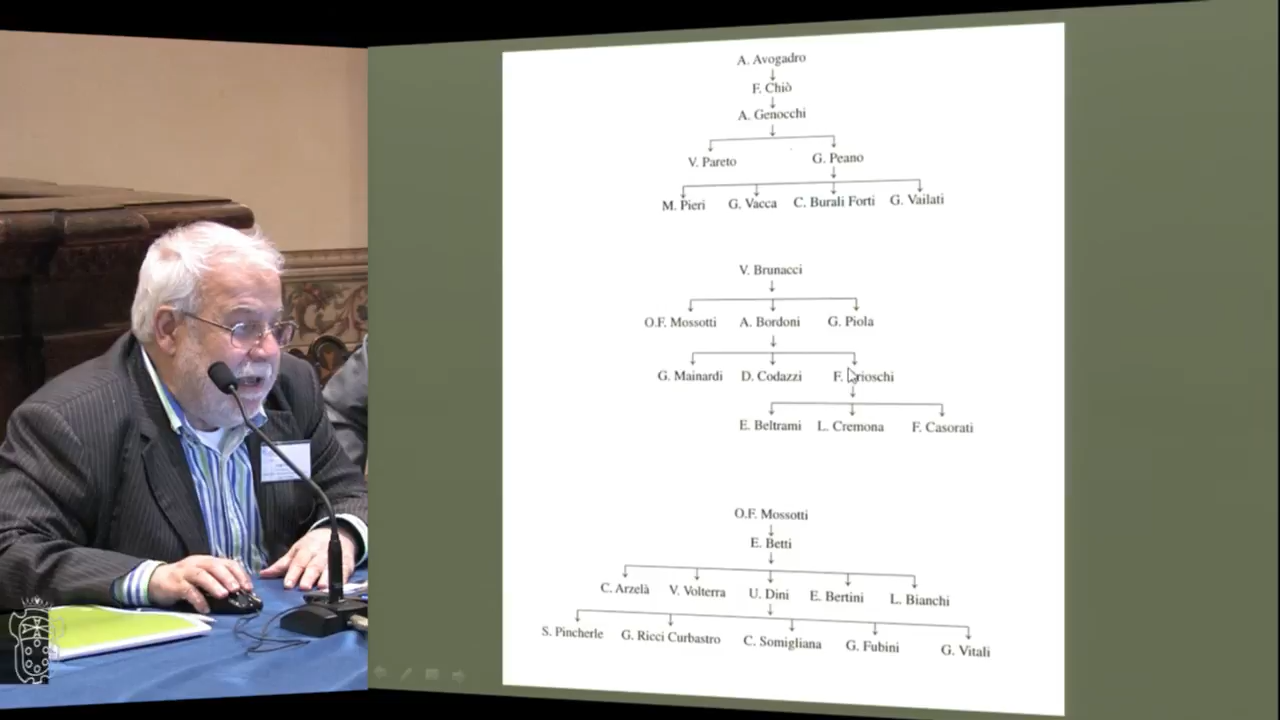 A. Avogadro
F. Chiò
A. Genocchi
V. Pareto G. Peano
M. Pieri G. Vacca C. Burali Forti G. Vailati
V. Brunacci
O.F. Mossotti A. Bordoni G. Piola
G. Mainardi D. Codazzi F. rioschi
E. Beltrami L. Cremona F. Casorati
O.F. Mossotti
E. Betti
C. Arzelà V. Volterra U. Dini E. Bertini L. Bianchi
S. Pincherle G. Ricci Curbastro C. Somigliana G. Fubini G. Vitali